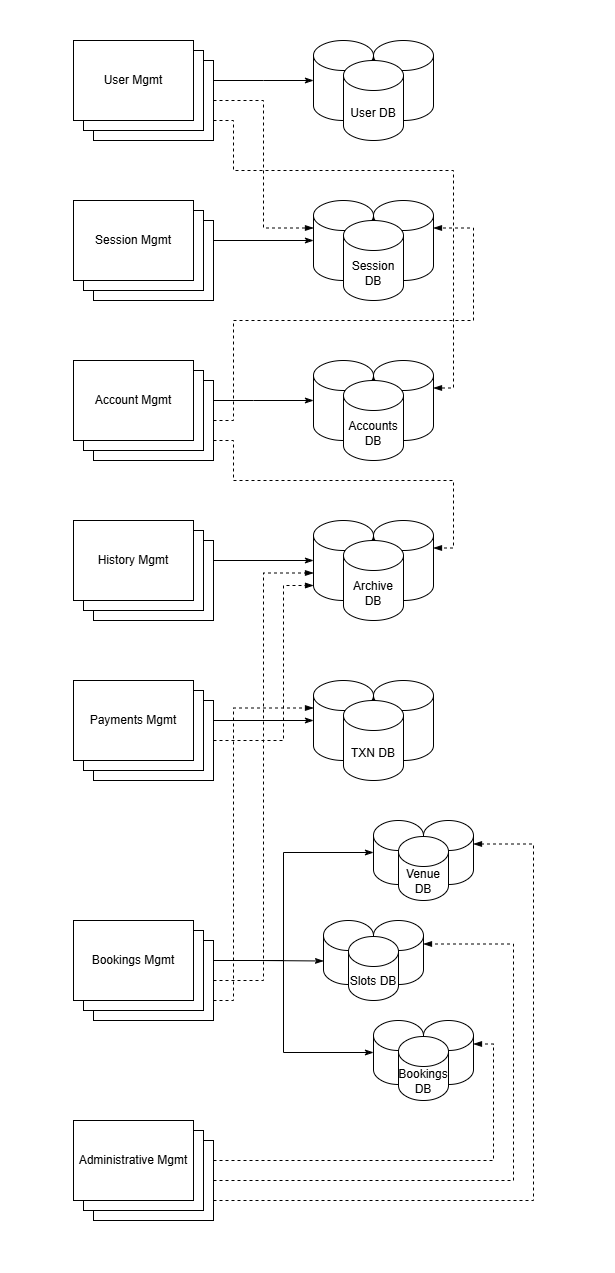 User Mgmt
User DB
Session Mgmt
Session
DB
Account Mgmt
Accounts
DB
History Mgmt
Archive
DB
Payments Mgmt
TXN DB
Venue
DB
Bookings Mgmt
Slots DB
Bookings
DB
Administrative Mgmt